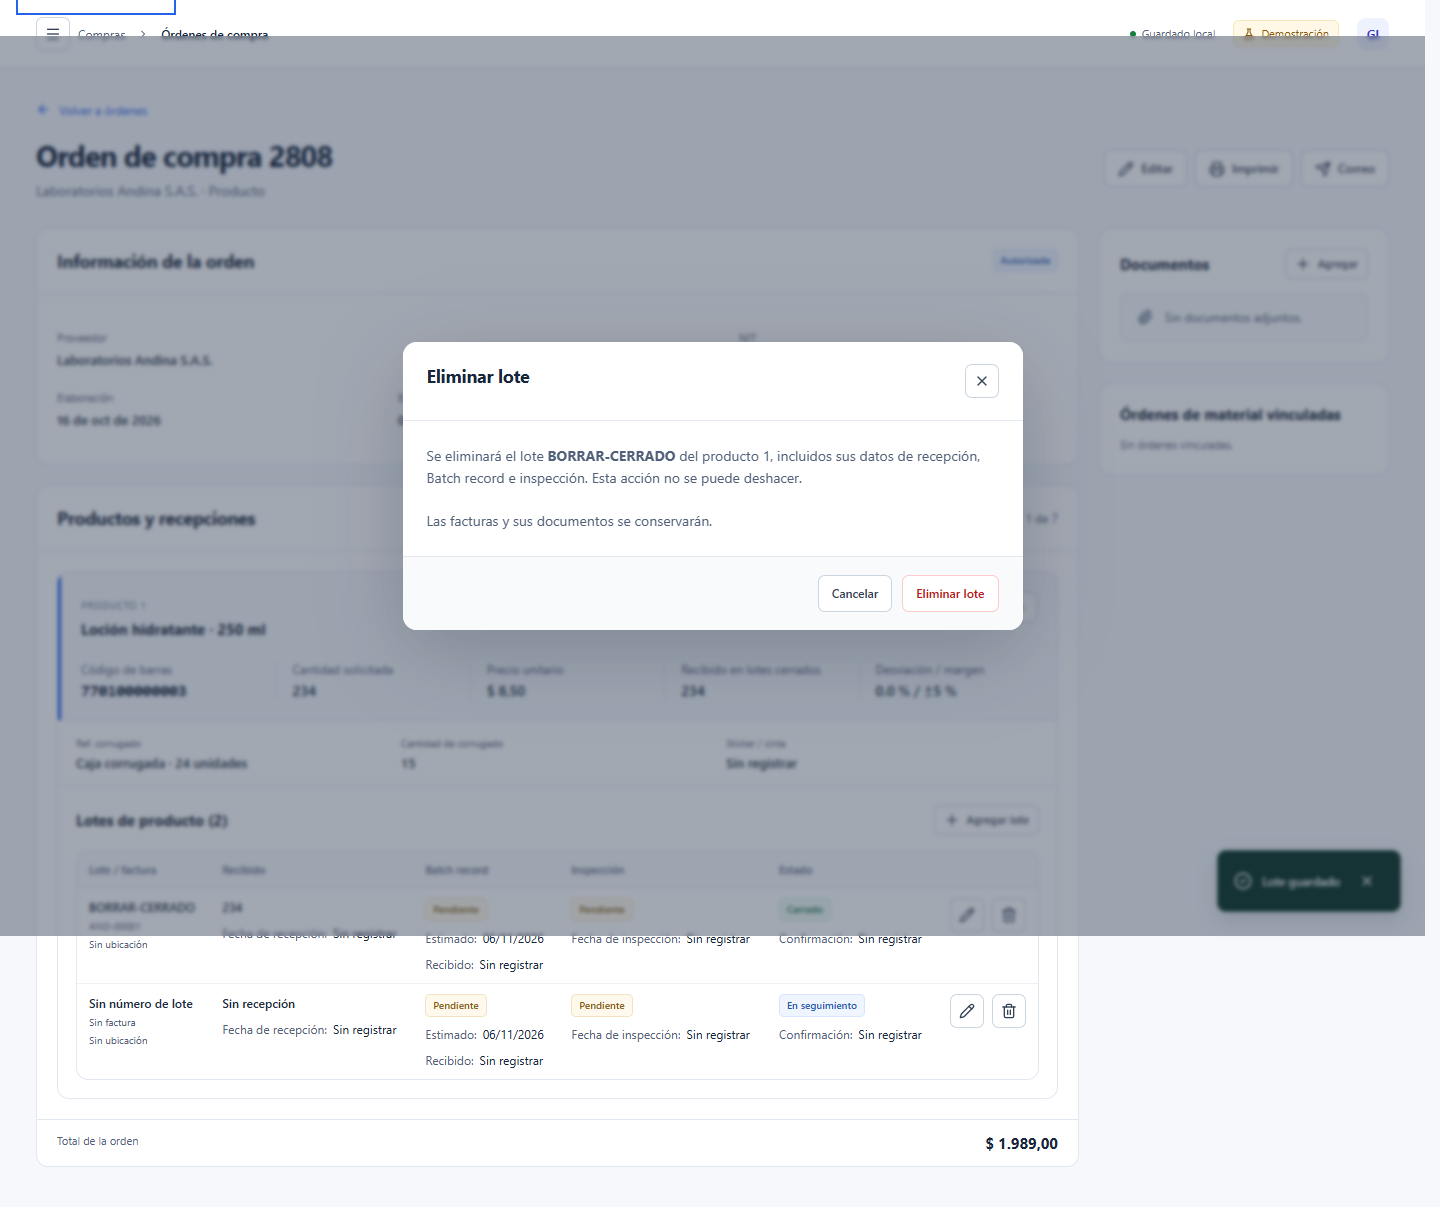 Compras > Órdenes de compra
Guardado local
Demostración
GI
Volver a órdenes
Orden de compra 2808
Laboratorios Andina S.A.S. · Producto
Editar
Imprimir
Correo
Información de la orden
Autorizada
Proveedor
NIT
Laboratorios Andina S.A.S.
Elaboración
16 de oct de 2026
Documentos
Agregar
Sin documentos adjuntos.
Órdenes de material vinculadas
Sin órdenes vinculadas.
Eliminar lote
Se eliminará el lote BORRAR-CERRADO del producto 1, incluidos sus datos de recepción,
Batch record e inspección. Esta acción no se puede deshacer.
Las facturas y sus documentos se conservarán.
Cancelar
Eliminar lote
Productos y recepciones
1 de 7
PRODUCTO 1
Loción hidratante · 250 ml
Código de barras
Cantidad solicitada
Precio unitario
Recibido en lotes cerrados
Desviación / margen
770100000003
234
$ 8,50
234
0.0 % / ±5 %
Ref. corrugado
Cantidad de corrugado
Sticker / cinta
Caja corrugada · 24 unidades
15
Sin registrar
Lotes de producto (2)
Agregar lote
Lote / factura
Recibido
Batch record
Inspección
Estado
BORRAR-CERRADO
234
Pendiente
Pendiente
Cerrado
AND-00001
Sin ubicación
Fecha de recepción: Sin registrar
Estimado: 06/11/2026
Fecha de inspección: Sin registrar
Confirmación: Sin registrar
Recibido: Sin registrar
Sin número de lote
Sin recepción
Pendiente
Pendiente
En seguimiento
Sin factura
Fecha de recepción: Sin registrar
Estimado: 06/11/2026
Fecha de inspección: Sin registrar
Confirmación: Sin registrar
Sin ubicación
Recibido: Sin registrar
Lote guardado
Total de la orden
$ 1.989,00